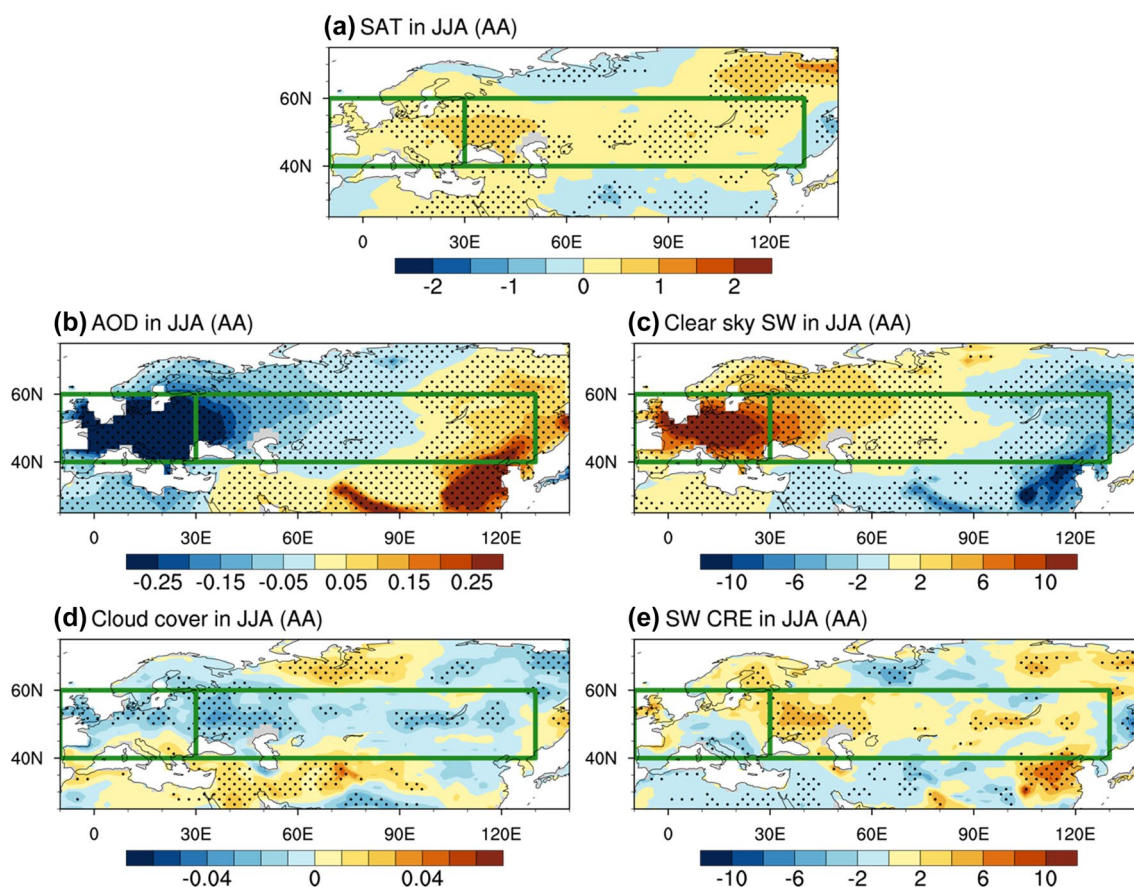 (a) SAT in JJA (AA)
60N
40N
0 30E 60E 90E 120E
-2 -1 0 1 2
(b) AOD in JJA (AA)
60N
40N
0 30E 60E 90E 120E
-0.25 -0.15 -0.05 0.05 0.15 0.25
(c) Clear sky SW in JJA (AA)
60N
40N
0 30E 60E 90E 120E
-10 -6 -2 2 6 10
(d) Cloud cover in JJA (AA)
60N
40N
0 30E 60E 90E 120E
-0.04 0 0.04
(e) SW CRE in JJA (AA)
60N
40N
0 30E 60E 90E 120E
-10 -6 -2 2 6 10